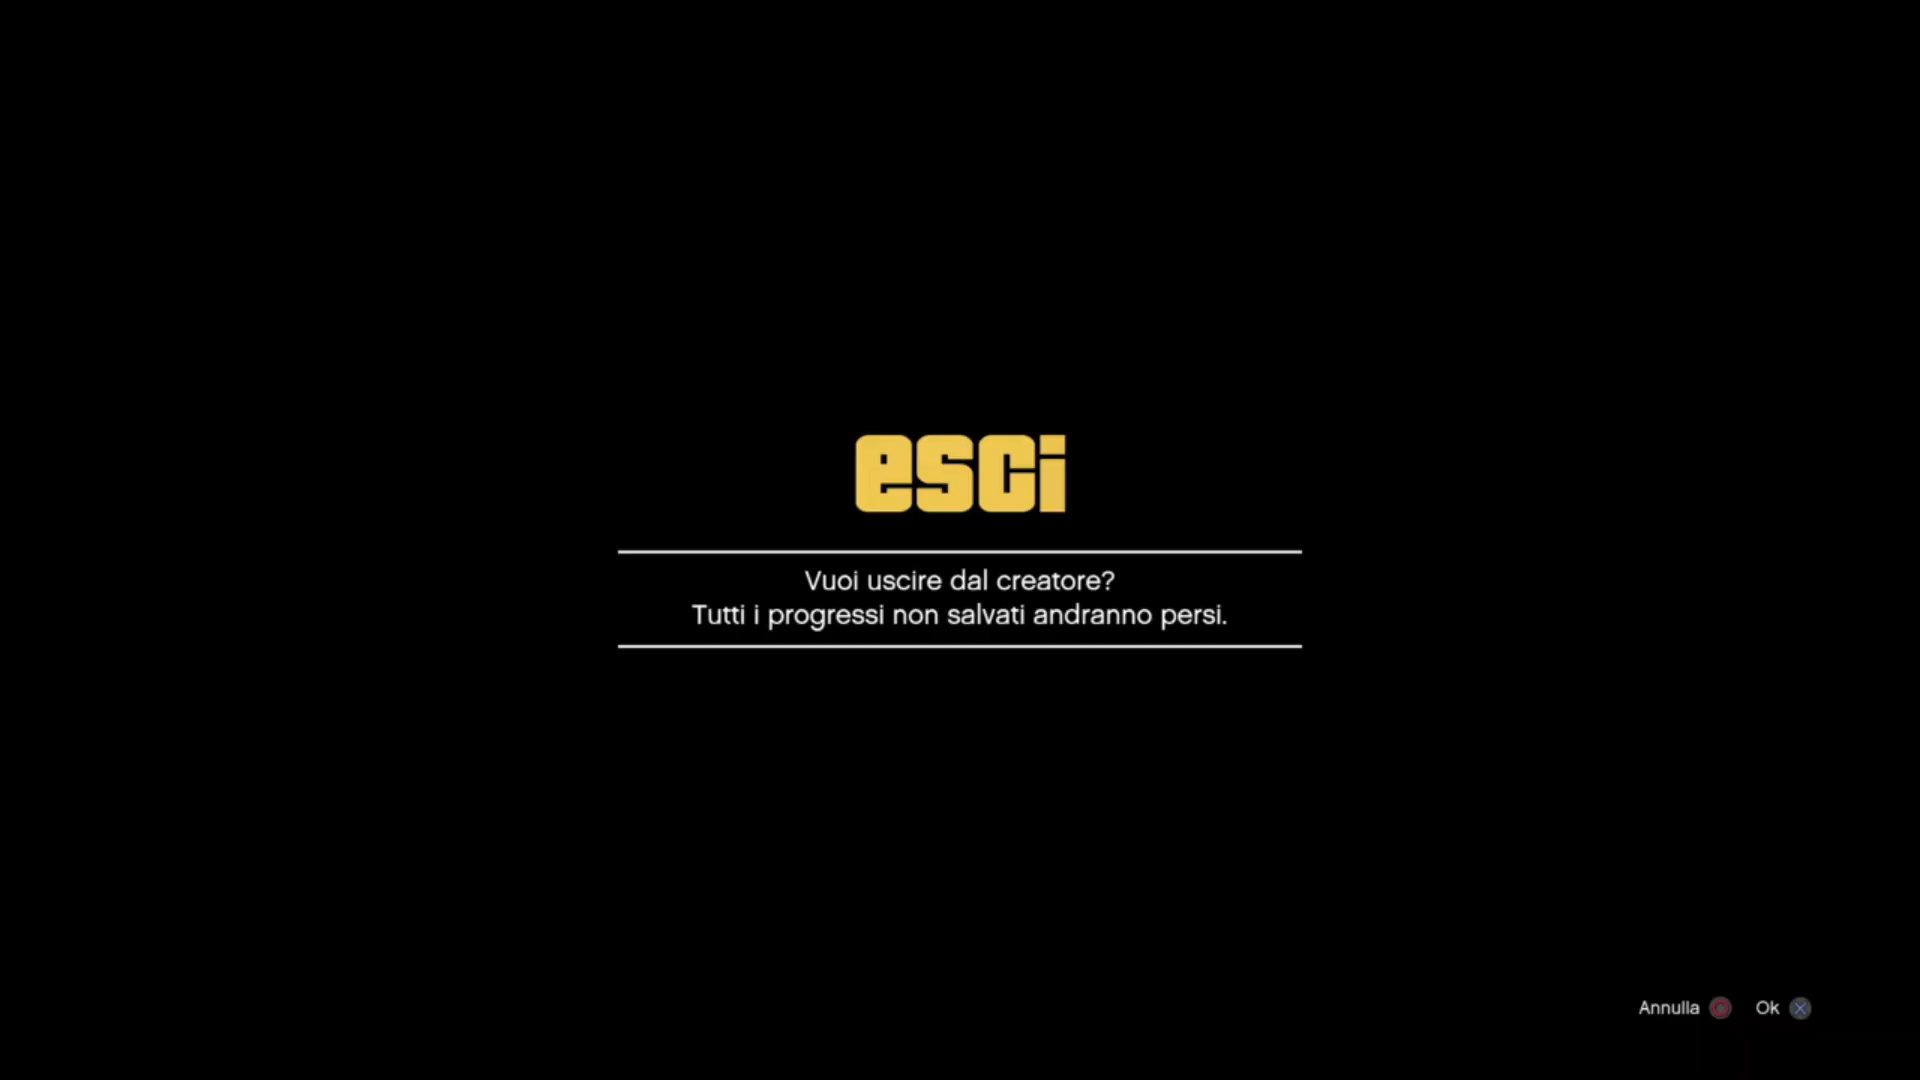 esci
Vuoi uscire dal creatore?
Tutti i progressi non salvati andranno persi.
Annulla Ok